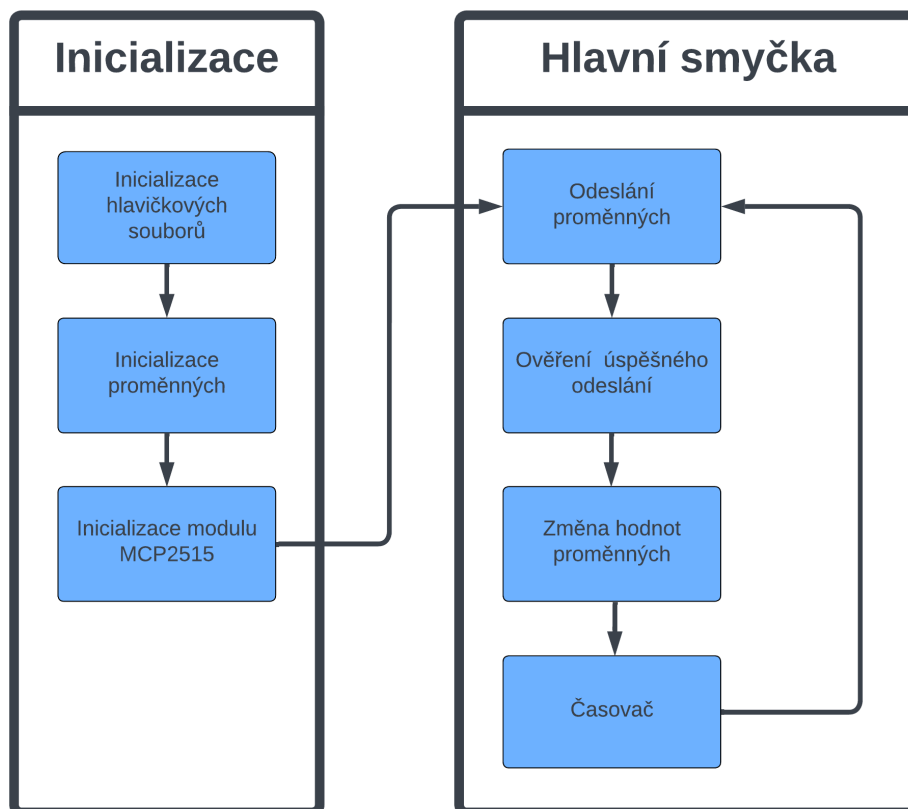 Inicializace
Inicializace
hlavičkových
souborů
Inicializace
proměnných
Inicializace modulu
MCP2515
Hlavní smyčka
Odeslání
proměnných
Ověření úspěšného
odeslání
Změna hodnot
proměnných
Časovač